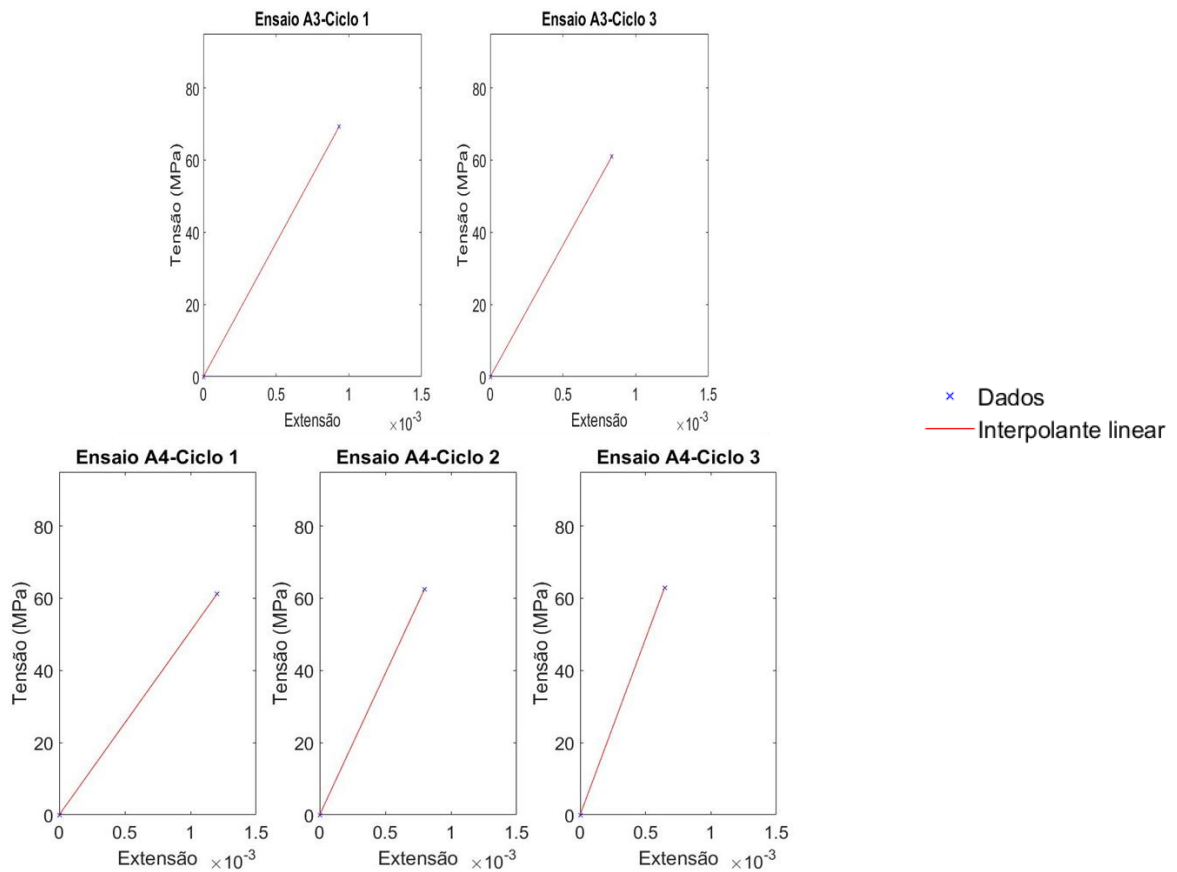 Ensaio A3-Ciclo 1
Tensão (MPa)
80
60
40
20
0
0 0.5 1 1.5
Extensão ×10-3
Ensaio A3-Ciclo 3
Tensão (MPa)
80
60
40
20
0
0 0.5 1 1.5
Extensão ×10-3
Dados
Interpolante linear
Ensaio A4-Ciclo 1
Tensão (MPa)
80
60
40
20
0
0 0.5 1 1.5
Extensão ×10-3
Ensaio A4-Ciclo 2
Tensão (MPa)
80
60
40
20
0
0 0.5 1 1.5
Extensão ×10-3
Ensaio A4-Ciclo 3
Tensão (MPa)
80
60
40
20
0
0 0.5 1 1.5
Extensão ×10-3